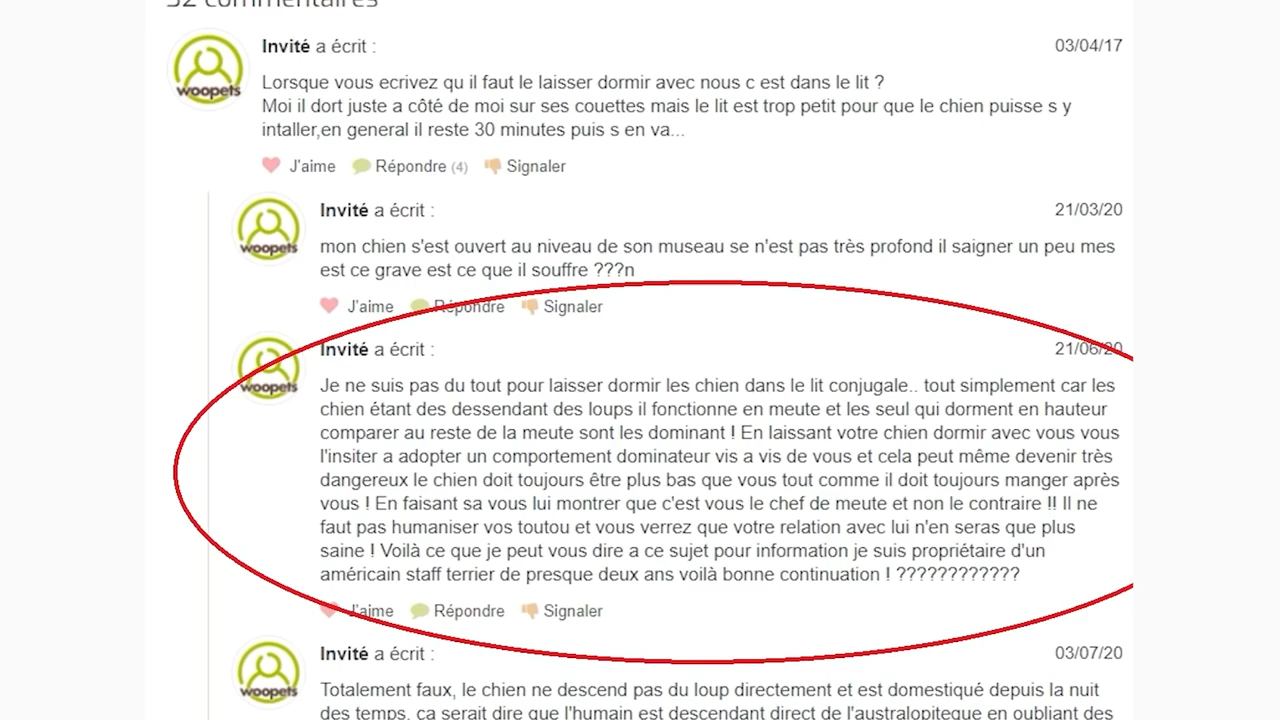 52 commentaires
Invité a écrit :
03/04/17
woopets
Lorsque vous ecrivez qu il faut le laisser dormir avec nous c est dans le lit ?
Moi il dort juste a côté de moi sur ses couettes mais le lit est trop petit pour que le chien puisse s y
intaller,en general il reste 30 minutes puis s en va...
J'aime Répondre (4) Signaler
Invité a écrit :
21/03/20
woopets
mon chien s'est ouvert au niveau de son museau se n'est pas très profond il saigner un peu mes
est ce grave est ce que il souffre ???n
J'aime Répondre Signaler
Invité a écrit :
21/06/20
woopets
Je ne suis pas du tout pour laisser dormir les chien dans le lit conjugale.. tout simplement car les
chien étant des dessendant des loups il fonctionne en meute et les seul qui dorment en hauteur
comparer au reste de la meute sont les dominant ! En laissant votre chien dormir avec vous vous
l'insiter a adopter un comportement dominateur vis a vis de vous et cela peut même devenir très
dangereux le chien doit toujours être plus bas que vous tout comme il doit toujours manger après
vous ! En faisant sa vous lui montrer que c'est vous le chef de meute et non le contraire !! Il ne
faut pas humaniser vos toutou et vous verrez que votre relation avec lui n'en seras que plus
saine ! Voilà ce que je peut vous dire a ce sujet pour information je suis propriétaire d'un
américain staff terrier de presque deux ans voilà bonne continuation ! ????????????
J'aime Répondre Signaler
Invité a écrit :
03/07/20
woopets
Totalement faux, le chien ne descend pas du loup directement et est domestiqué depuis la nuit
des temps, ça serait dire que l'humain est descendant direct de l'australopiteque en oubliant des